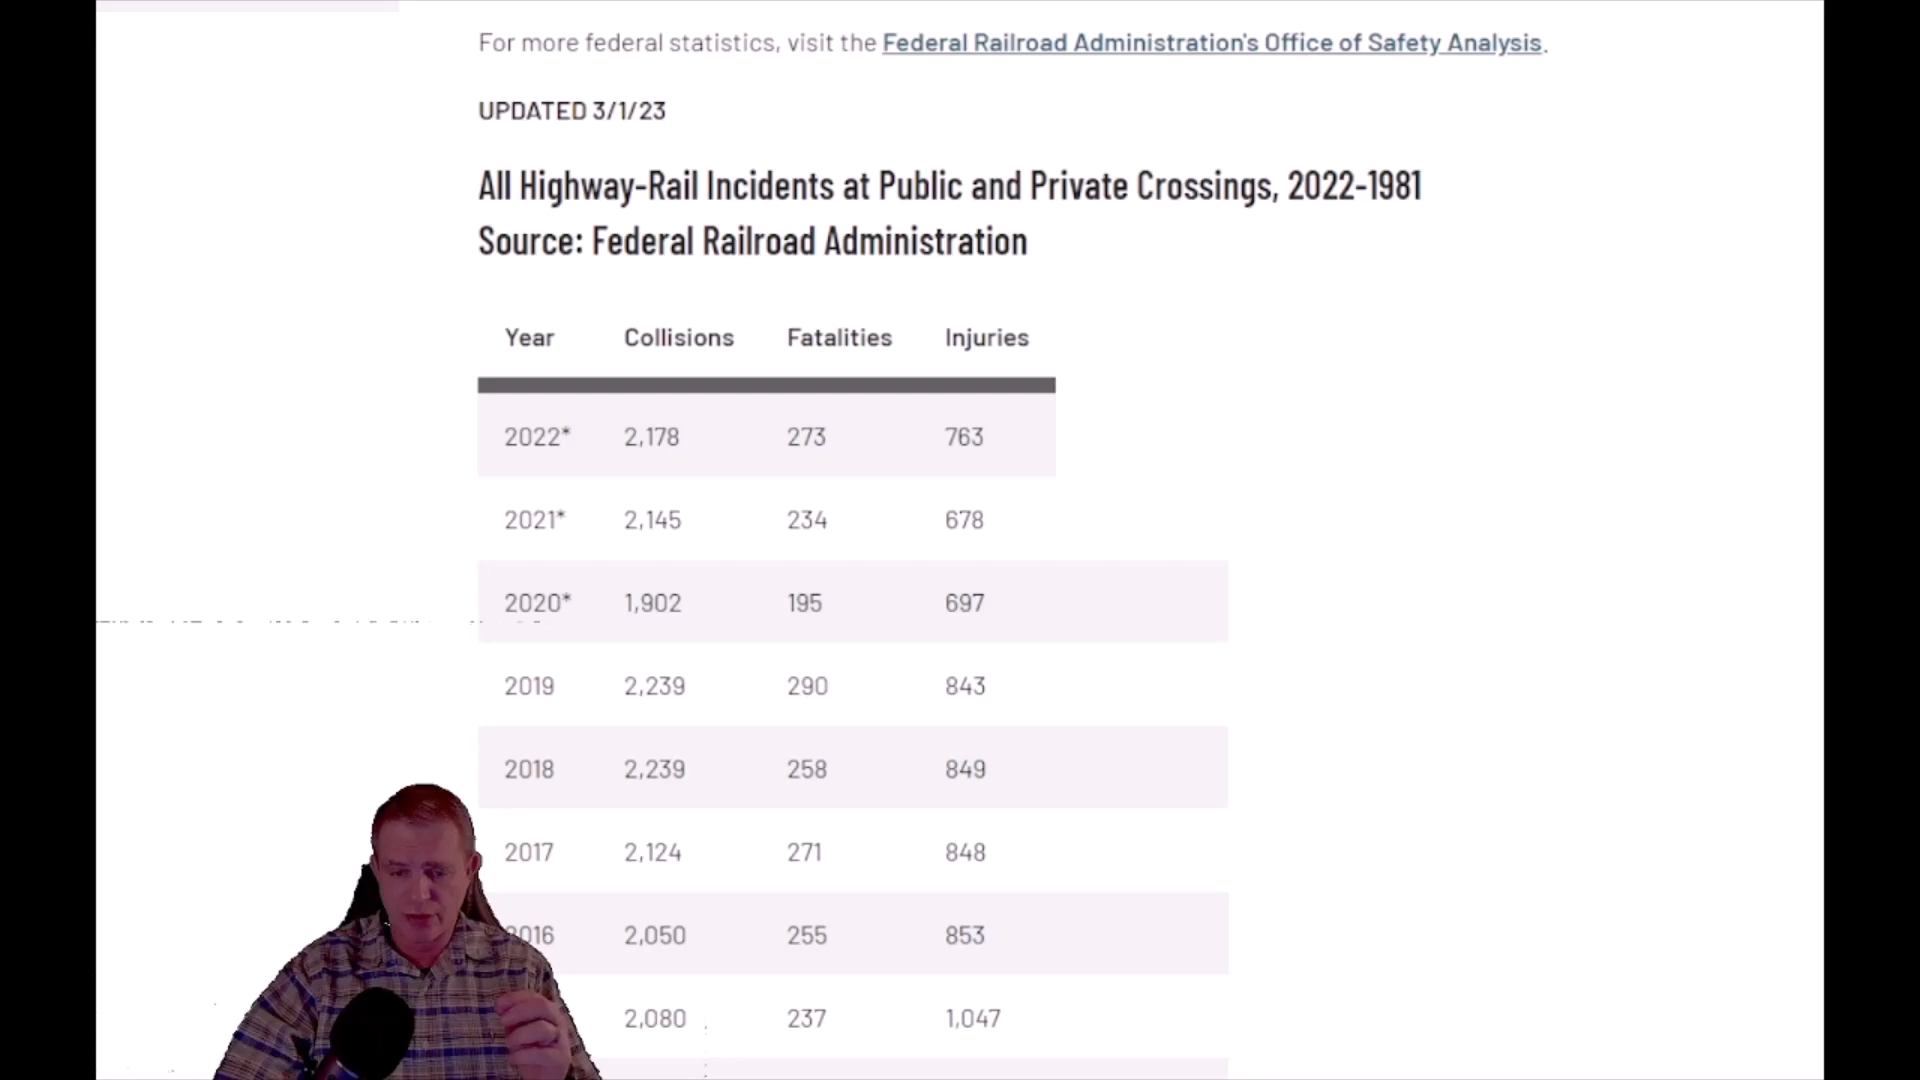 For more federal statistics, visit the Federal Railroad Administration's Office of Safety Analysis.
UPDATED 3/1/23
All Highway-Rail Incidents at Public and Private Crossings, 2022-1981
Source: Federal Railroad Administration
Year Collisions Fatalities Injuries
2022* 2,178 273 763
2021* 2,145 234 678
2020* 1,902 195 697
2019 2,239 290 843
2018 2,239 258 849
2017 2,124 271 848
2,050 255 853
2,080 237 1,047